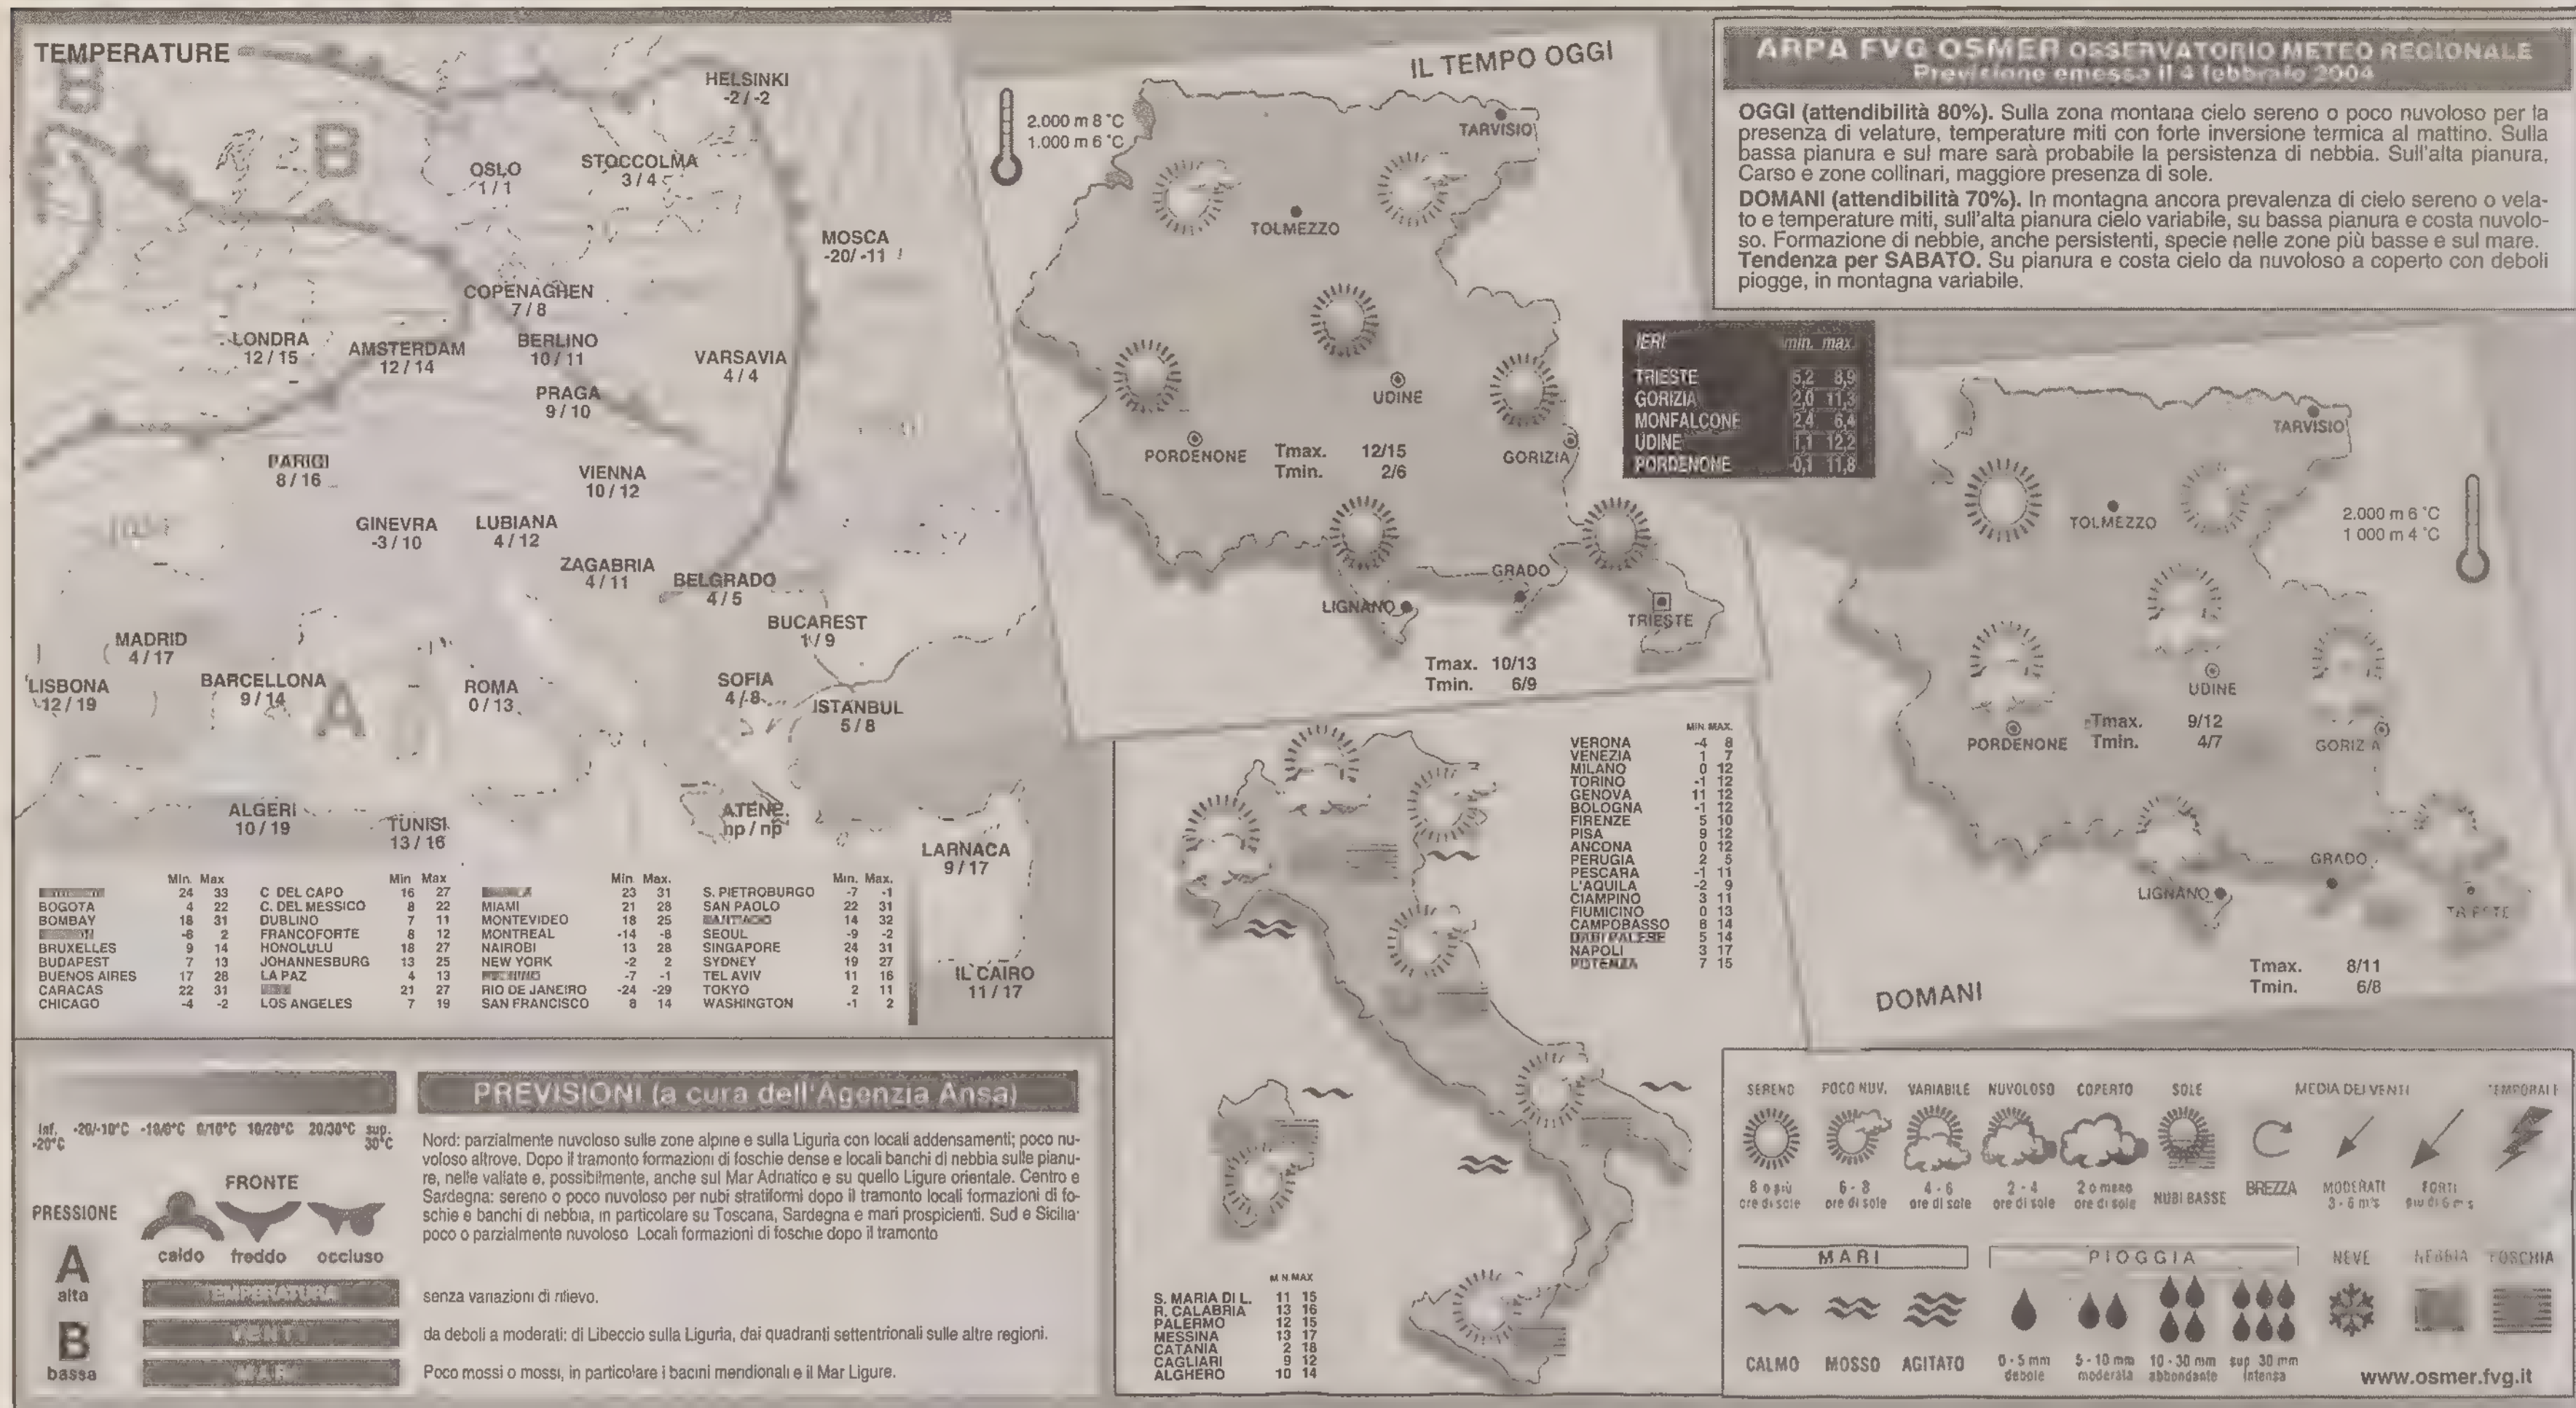 TEMPERATURE
HELSINKI
-2 / -2
OSLO
1 / 1
STOCCOLMA
3 / 4
MOSCA
-20/ -11
COPENAGHEN
7 / 8
LONDRA
12 / 15
AMSTERDAM
12 / 14
BERLINO
10 / 11
VARSAVIA
4 / 4
PRAGA
9 / 10
PARIGI
8 / 16
VIENNA
10 / 12
GINEVRA
-3 / 10
LUBIANA
4 / 12
ZAGABRIA
4 / 11
BELGRADO
4 / 5
BUCAREST
1 / 9
MADRID
4 / 17
LISBONA
12 / 19
BARCELLONA
9 / 14
A
ROMA
0 / 13
SOFIA
4 / 8
ISTANBUL
5 / 8
ALGERI
10 / 19
TUNISI
13 / 16
ATENE
np / np
LARNACA
9 / 17
IL CAIRO
11 / 17
B
B
Min. Max
24 33
BOGOTA 4 22
BOMBAY 18 31
-6 2
BRUXELLES 9 14
BUDAPEST 7 13
BUENOS AIRES 17 28
CARACAS 22 31
CHICAGO -4 -2
Min Max
C DEL CAPO 16 27
C. DEL MESSICO 8 22
DUBLINO 7 11
FRANCOFORTE 8 12
HONOLULU 18 27
JOHANNESBURG 13 25
LA PAZ 4 13
21 27
LOS ANGELES 7 19
Min Max.
23 31
MIAMI 21 28
MONTEVIDEO 18 25
MONTREAL -14 -8
NAIROBI 13 28
NEW YORK -2 2
-7 -1
RIO DE JANEIRO -24 -29
SAN FRANCISCO 8 14
Min. Max.
S. PIETROBURGO -7 -1
SAN PAOLO 22 31
SANTIAGO 14 32
SEOUL -9 -2
SINGAPORE 24 31
SYDNEY 19 27
TEL AVIV 11 16
TOKYO 2 11
WASHINGTON -1 2
IL TEMPO OGGI
2.000 m 8 °C
1.000 m 6 °C
TARVISIO
TOLMEZZO
UDINE
PORDENONE
Tmax. 12/15
Tmin. 2/6
GORIZIA
GRADO
LIGNANO
TRIESTE
Tmax. 10/13
Tmin. 6/9
ARPA FVG OSMER OSSERVATORIO METEO REGIONALE
Previsione emessa il 4 febbraio 2004
OGGI (attendibilità 80%). Sulla zona montana cielo sereno o poco nuvoloso per la
presenza di velature, temperature miti con forte inversione termica al mattino. Sulla
bassa pianura e sul mare sarà probabile la persistenza di nebbia. Sull'alta pianura,
Carso e zone collinari, maggiore presenza di sole.
DOMANI (attendibilità 70%). In montagna ancora prevalenza di cielo sereno o vela-
to e temperature miti, sull'alta pianura cielo variabile, su bassa pianura e costa nuvolo-
so. Formazione di nebbie, anche persistenti, specie nelle zone più basse e sul mare.
Tendenza per SABATO. Su pianura e costa cielo da nuvoloso a coperto con deboli
piogge, in montagna variabile.
IERI min. max.
TRIESTE 5,2 8,9
GORIZIA 2,0 11,3
MONFALCONE 2,4 6,4
UDINE 1,1 12,2
PORDENONE -0,1 11,8
TARVISIO
TOLMEZZO
2.000 m 6 °C
1 000 m 4 °C
UDINE
PORDENONE
Tmax. 9/12
Tmin. 4/7
GORIZIA
GRADO
LIGNANO
TRIESTE
Tmax. 8/11
Tmin. 6/8
DOMANI
MIN MAX.
VERONA -4 8
VENEZIA 1 7
MILANO 0 12
TORINO -1 12
GENOVA 11 12
BOLOGNA -1 12
FIRENZE 5 10
PISA 9 12
ANCONA 0 12
PERUGIA 2 5
PESCARA -1 11
L'AQUILA -2 9
CIAMPINO 3 11
FIUMICINO 0 13
CAMPOBASSO 8 14
BARI PALESE 5 14
NAPOLI 3 17
POTENZA 7 15
MIN.MAX
S. MARIA DI L. 11 15
R. CALABRIA 13 16
PALERMO 12 15
MESSINA 13 17
CATANIA 2 18
CAGLIARI 9 12
ALGHERO 10 14
Inf. -20°C -20/-10°C -10/0°C 0/10°C 10/20°C 20/30°C sup. 30°C
FRONTE
PRESSIONE
caldo freddo occluso
A
alta
B
bassa
PREVISIONI (a cura dell'Agenzia Ansa)
Nord: parzialmente nuvoloso sulle zone alpine e sulla Liguria con locali addensamenti; poco nu-
voloso altrove. Dopo il tramonto formazioni di foschie dense e locali banchi di nebbia sulle pianu-
re, nelle vallate e, possibilmente, anche sul Mar Adriatico e su quello Ligure orientale. Centro e
Sardegna: sereno o poco nuvoloso per nubi stratiformi dopo il tramonto locali formazioni di fo-
schie e banchi di nebbia, in particolare su Toscana, Sardegna e mari prospicienti. Sud e Sicilia:
poco o parzialmente nuvoloso Locali formazioni di foschie dopo il tramonto
TEMPERATURA
senza variazioni di rilievo.
VENTI
da deboli a moderati: di Libeccio sulla Liguria, dai quadranti settentrionali sulle altre regioni.
MARI
Poco mossi o mossi, in particolare i bacini meridionali e il Mar Ligure.
SERENO POCO NUV. VARIABILE NUVOLOSO COPERTO SOLE MEDIA DEI VENTI TEMPORALE
8 o più ore di sole
6 - 8 ore di sole
4 - 6 ore di sole
2 - 4 ore di sole
2 o meno ore di sole
NUBI BASSE
BREZZA
MODERATI 3 - 6 m/s
FORTI più di 6 m/s
MARI PIOGGIA NEVE NEBBIA FOSCHIA
CALMO MOSSO AGITATO
0 - 5 mm debole
5 - 10 mm moderata
10 - 30 mm abbondante
sup 30 mm intensa
www.osmer.fvg.it